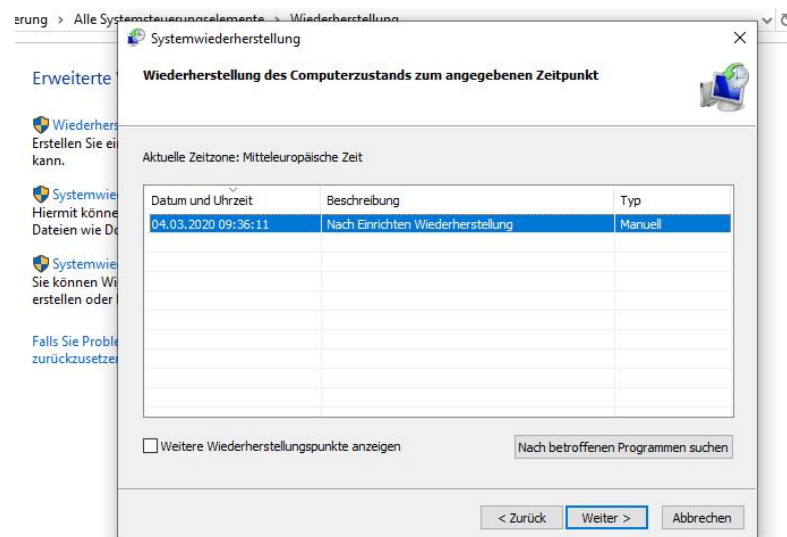 erung > Alle Systemsteuerungselemente > Wiederherstellung
Systemwiederherstellung
Wiederherstellung des Computerzustands zum angegebenen Zeitpunkt
Erweiterte
Wiederhers
Erstellen Sie ei
kann.
Systemwie
Hiermit könne
Dateien wie Do
Systemwie
Sie können Wi
erstellen oder
Falls Sie Proble
zurückzusetzen
Aktuelle Zeitzone: Mitteleuropäische Zeit
Datum und Uhrzeit Beschreibung Typ
04.03.2020 09:36:11 Nach Einrichten Wiederherstellung Manuell
Weitere Wiederherstellungspunkte anzeigen
Nach betroffenen Programmen suchen
< Zurück Weiter > Abbrechen